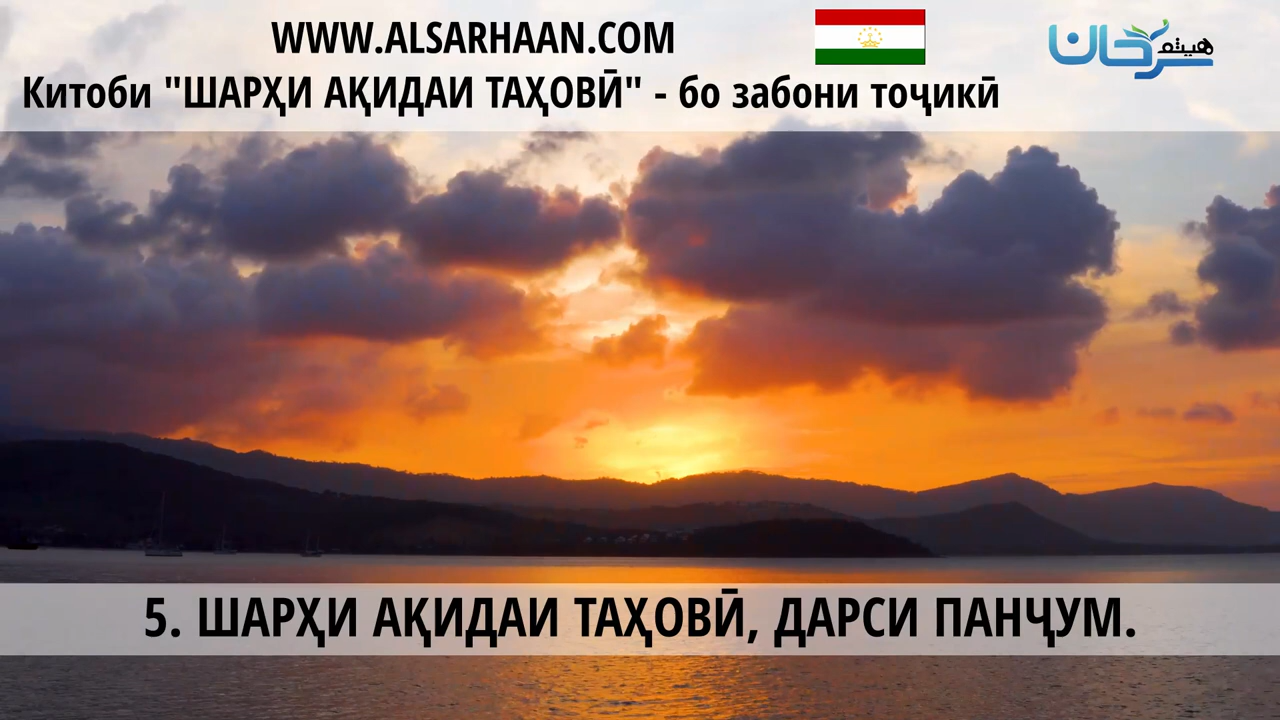 WWW.ALSARHAAN.COM
هيثم سرحان
Китоби "ШАРҲИ АҚИДАИ ТАҲОВӢ" - бо забони тоҷикӣ
5. ШАРҲИ АҚИДАИ ТАҲОВӢ, ДАРСИ ПАНҶУМ.